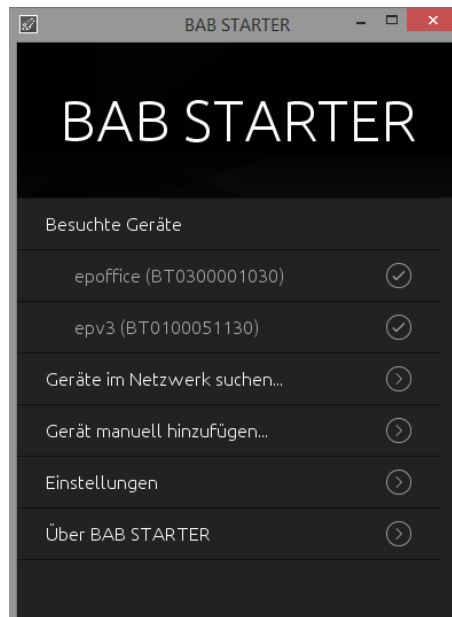 BAB STARTER
BAB STARTER
Besuchte Geräte
epoffice (BT0300001030)
epv3 (BT0100051130)
Geräte im Netzwerk suchen...
Gerät manuell hinzufügen...
Einstellungen
Über BAB STARTER